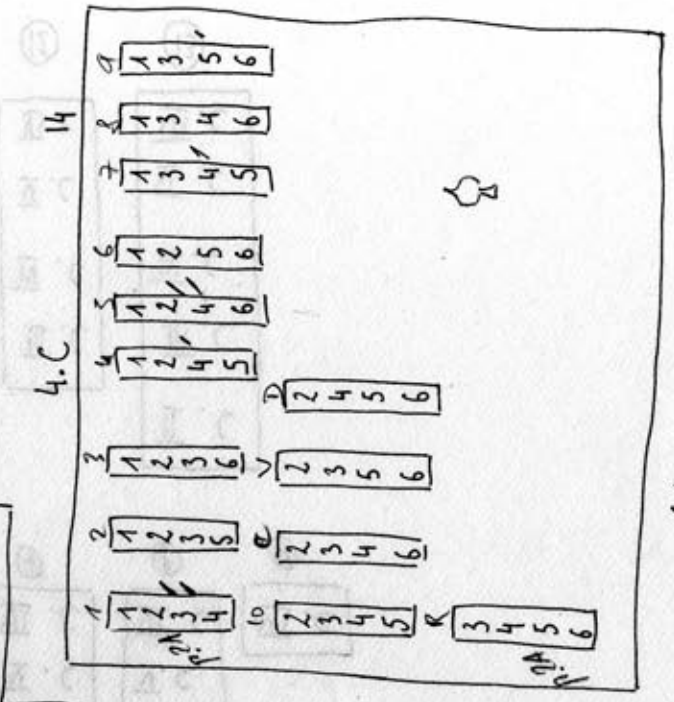 4.C 14
1 2 3 4 5 6 7 8 9
1 1 1 1 1 1 1 1 1
2 2 2 2 2 2 3 3 3
p.2A 3 3 3 4 4 5 4 4 5
4 5 6 5 6 6 5 6 6
10 C V D
2 2 2 2
3 3 3 4
4 4 5 5
5 6 6 6
R
3
4
p.2A 5
6